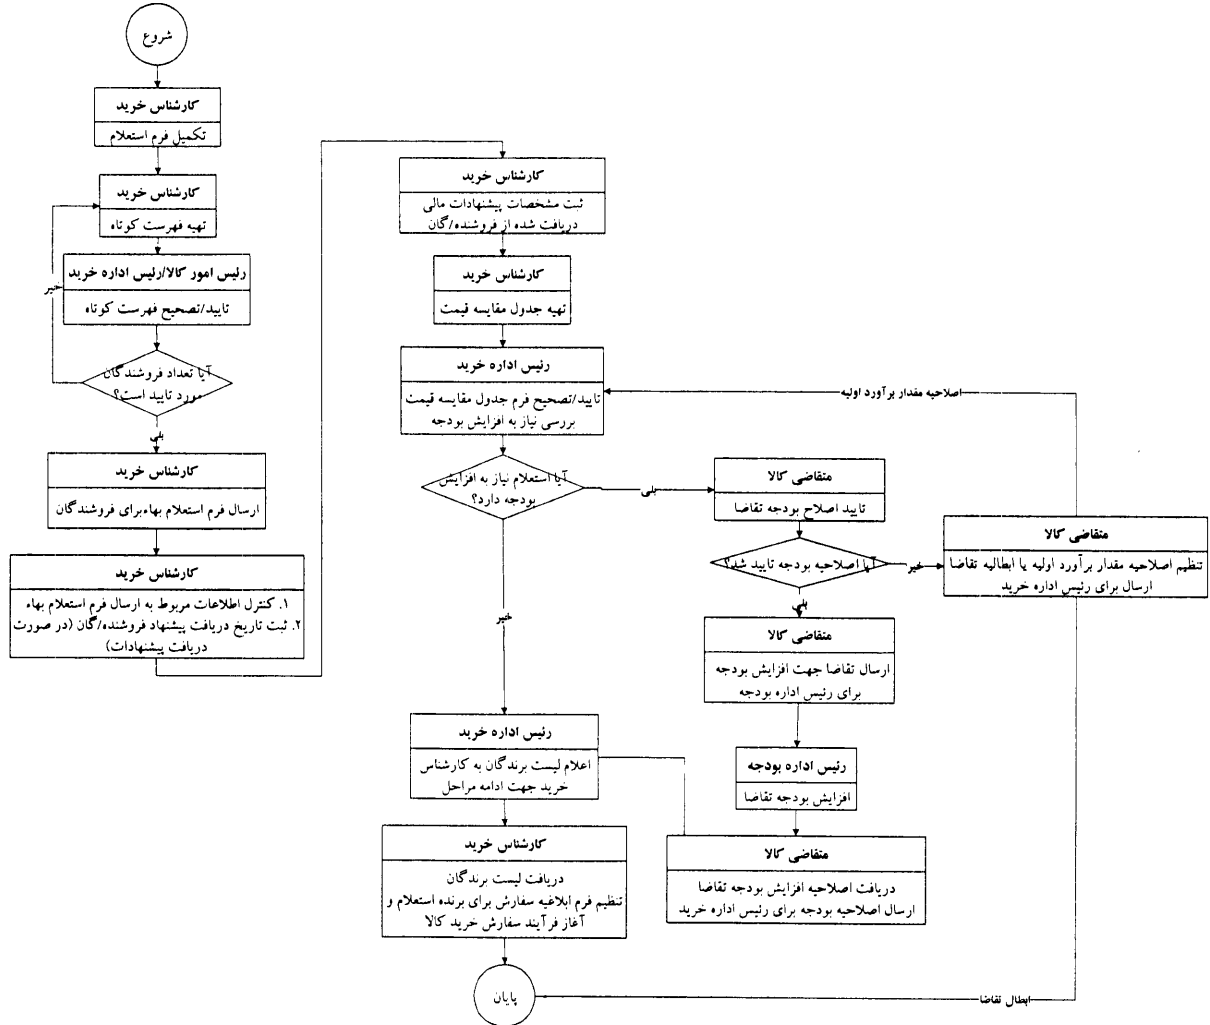 شروع
کارشناس خرید
تکمیل فرم استعلام
کارشناس خرید
تهیه فهرست کوتاه
رئیس امور کالا/رئیس اداره خرید
تایید/تصحیح فهرست کوتاه
خیر
آیا تعداد فروشندگان
مورد تایید است؟
بلی
کارشناس خرید
ارسال فرم استعلام بهاءبرای فروشندگان
کارشناس خرید
۱. کنترل اطلاعات مربوط به ارسال فرم استعلام بهاء
۲. ثبت تاریخ دریافت پیشنهاد فروشنده/گان (در صورت
دریافت پیشنهادات)
کارشناس خرید
ثبت مشخصات پیشنهادات مالی
دریافت شده از فروشنده/گان
کارشناس خرید
تهیه جدول مقایسه قیمت
رئیس اداره خرید
تایید/تصحیح فرم جدول مقایسه قیمت
بررسی نیاز به افزایش بودجه
اصلاحیه مقدار برآورد اولیه
آیا استعلام نیاز به افزایش
بودجه دارد؟
بلی
خیر
متقاضی کالا
تایید اصلاح بودجه تقاضا
آیا اصلاحیه بودجه تایید شد؟
خیر
بلی
متقاضی کالا
تنظیم اصلاحیه مقدار برآورد اولیه یا ابطالیه تقاضا
ارسال برای رئیس اداره خرید
متقاضی کالا
ارسال تقاضا جهت افزایش بودجه
برای رئیس اداره بودجه
رئیس اداره بودجه
افزایش بودجه تقاضا
متقاضی کالا
دریافت اصلاحیه افزایش بودجه تقاضا
ارسال اصلاحیه بودجه برای رئیس اداره خرید
رئیس اداره خرید
اعلام لیست برندگان به کارشناس
خرید جهت ادامه مراحل
کارشناس خرید
دریافت لیست برندگان
تنظیم فرم ابلاغیه سفارش برای برنده استعلام و
آغاز فرآیند سفارش خرید کالا
پایان
ابطال تقاضا